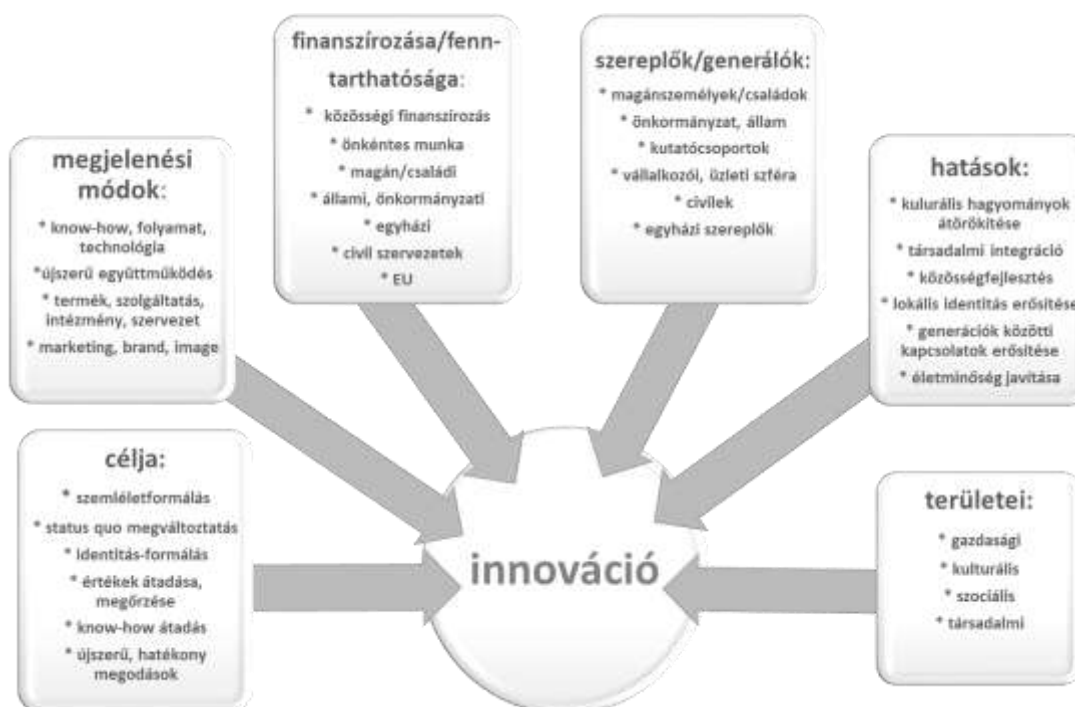 finanszírozása/fenn-
tarthatósága:
* közösségi finanszírozás
* önkéntes munka
* magán/családi
* állami, önkormányzati
* egyházi
* civil szervezetek
* EU
szereplők/generálók:
* magánszemélyek/családok
* önkormányzat, állam
* kutatócsoportok
* vállalkozói, üzleti szféra
* civilek
* egyházi szereplők
megjelenési
módok:
* know-how, folyamat,
technológia
*újszerű együttműködés
* termék, szolgáltatás,
intézmény, szervezet
* marketing, brand, image
hatások:
* kulurális hagyományok
átörökítése
* társadalmi integráció
* közösségfejlesztés
* lokális identitás erősítése
* generációk közötti
kapcsolatok erősítése
* életminőség javítása
célja:
* szemléletformálás
* status quo megváltoztatás
* identitás-formálás
* értékek átadása,
megőrzése
* know-how átadás
* újszerű, hatékony
megodások
területei:
* gazdasági
* kulturális
* szociális
* társadalmi
innováció